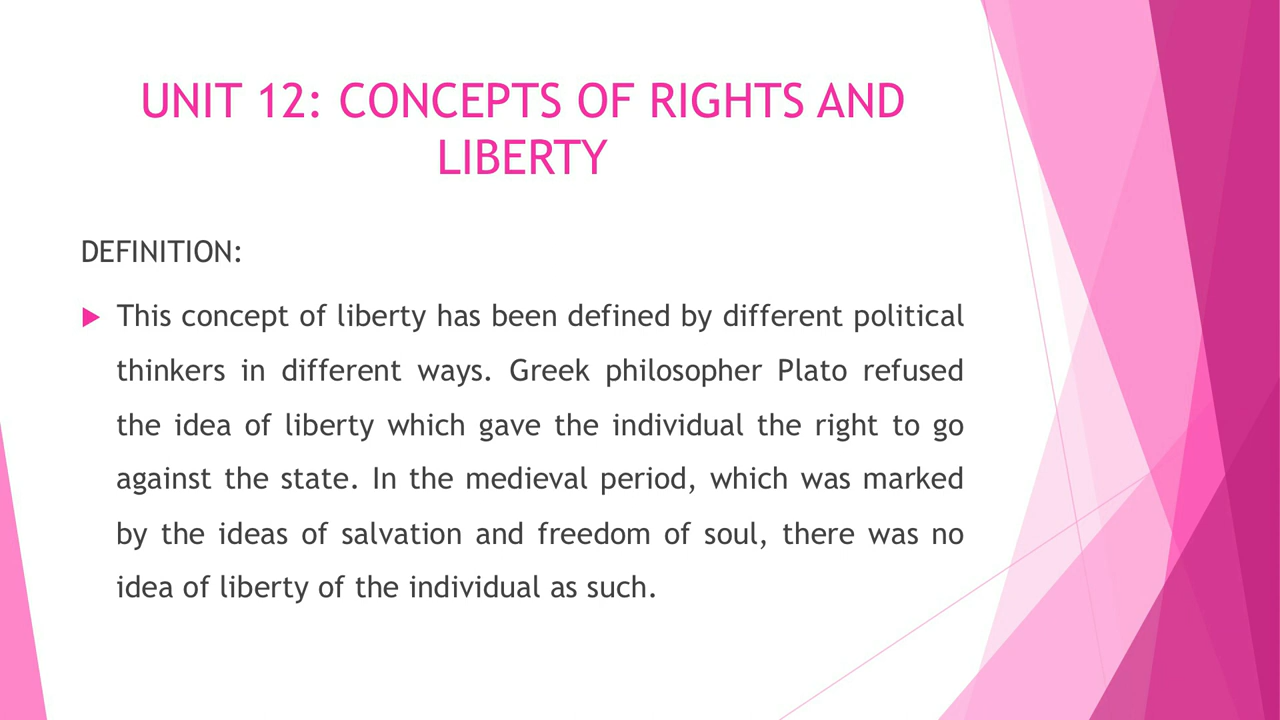 UNIT 12: CONCEPTS OF RIGHTS AND
LIBERTY
DEFINITION:
This concept of liberty has been defined by different political
thinkers in different ways. Greek philosopher Plato refused
the idea of liberty which gave the individual the right to go
against the state. In the medieval period, which was marked
by the ideas of salvation and freedom of soul, there was no
idea of liberty of the individual as such.